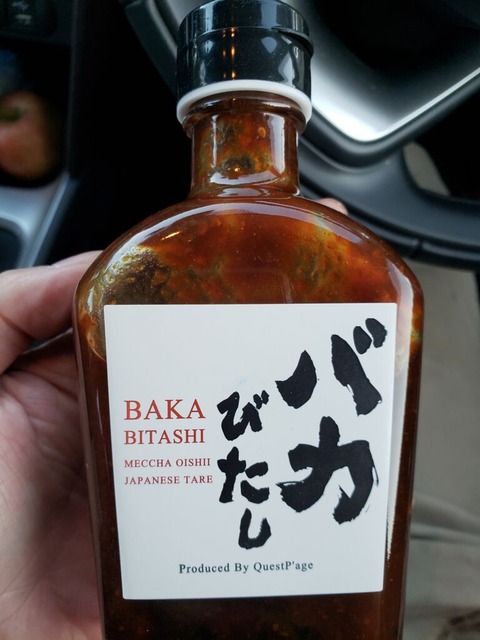 バカ
びたし
BAKA
BITASHI
MECCHA OISHII
JAPANESE TARE
Produced By QuestP'age